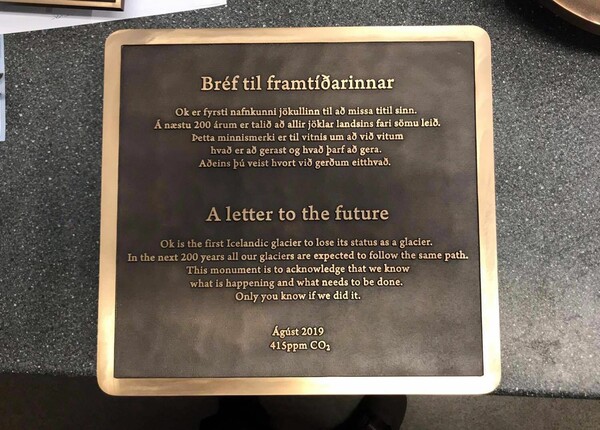 Bréf til framtíðarinnar
Ok er fyrsti nafnkunni jökullinn til að missa titil sinn.
Á næstu 200 árum er talið að allir jöklar landsins fari sömu leið.
Þetta minnismerki er til vitnis um að við vitum
hvað er að gerast og hvað þarf að gera.
Aðeins þú veist hvort við gerðum eitthvað.
A letter to the future
Ok is the first Icelandic glacier to lose its status as a glacier.
In the next 200 years all our glaciers are expected to follow the same path.
This monument is to acknowledge that we know
what is happening and what needs to be done.
Only you know if we did it.
Ágúst 2019
415ppm CO₂